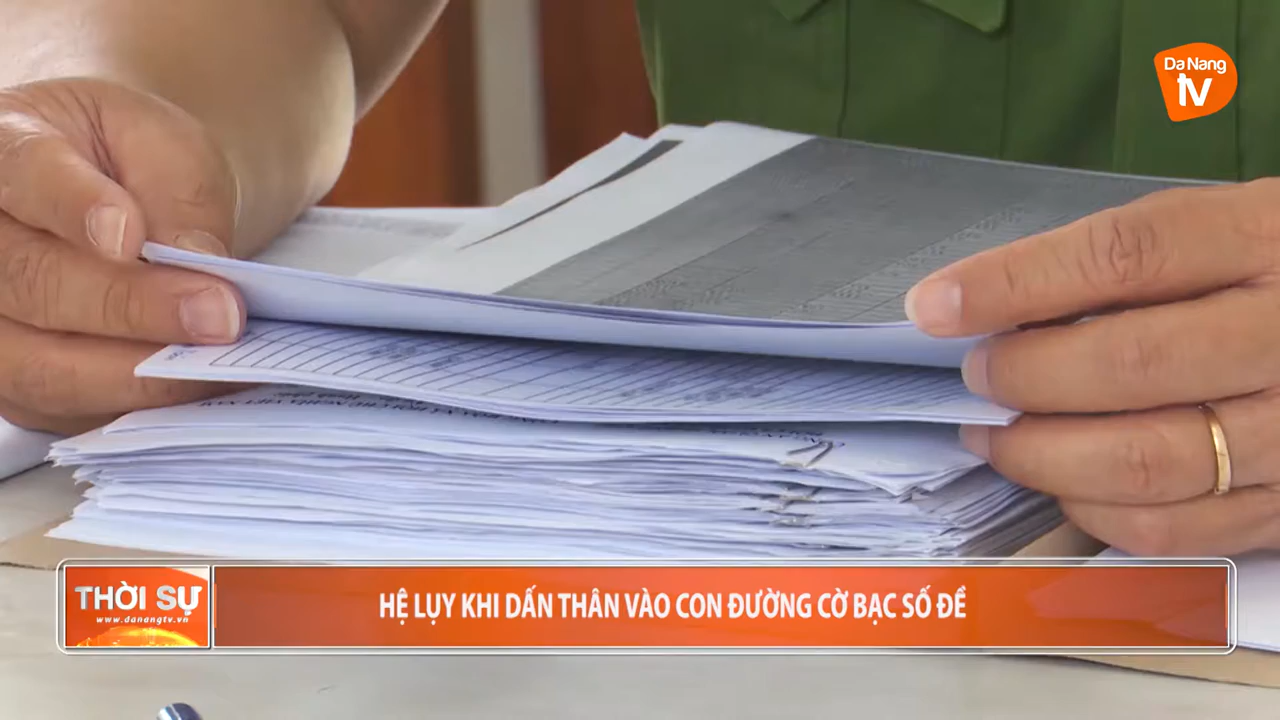 Da Nang
tv
THỜI SỰ
www.danangtv.vn
HỆ LỤY KHI DẤN THÂN VÀO CON ĐƯỜNG CỜ BẠC SỐ ĐỀ